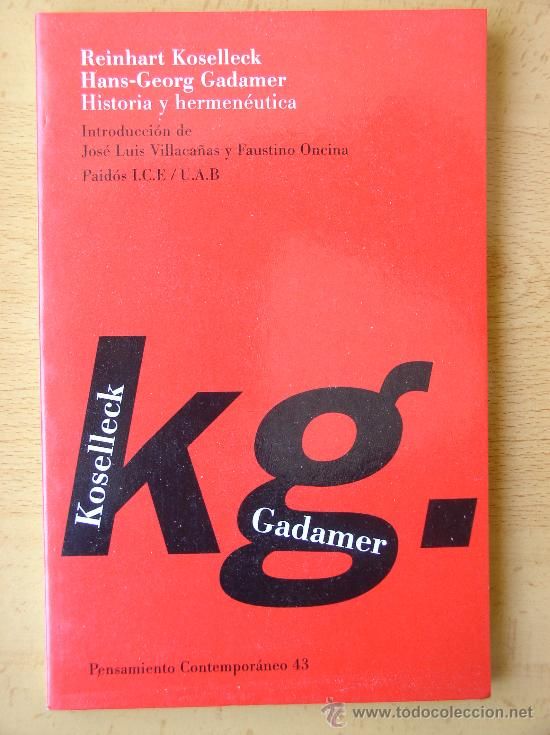 Reinhart Koselleck
Hans-Georg Gadamer
Historia y hermenéutica
Introducción de
José Luis Villacañas y Faustino Oncina
Paidós I.C.E / U.A.B
kg.
Koselleck
Gadamer
Pensamiento Contemporáneo 43
© www.todocoleccion.net